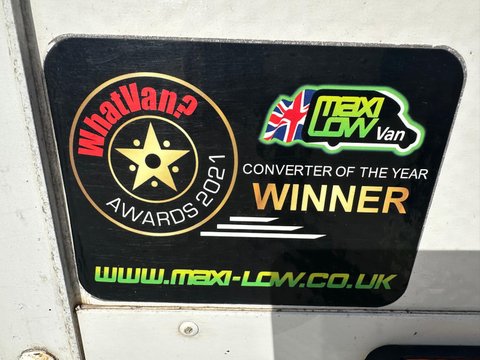 WhatVan?
AWARDS 2021
MAXI
LOW Van
CONVERTER OF THE YEAR
WINNER
WWW.MAXI-LOW.CO.UK